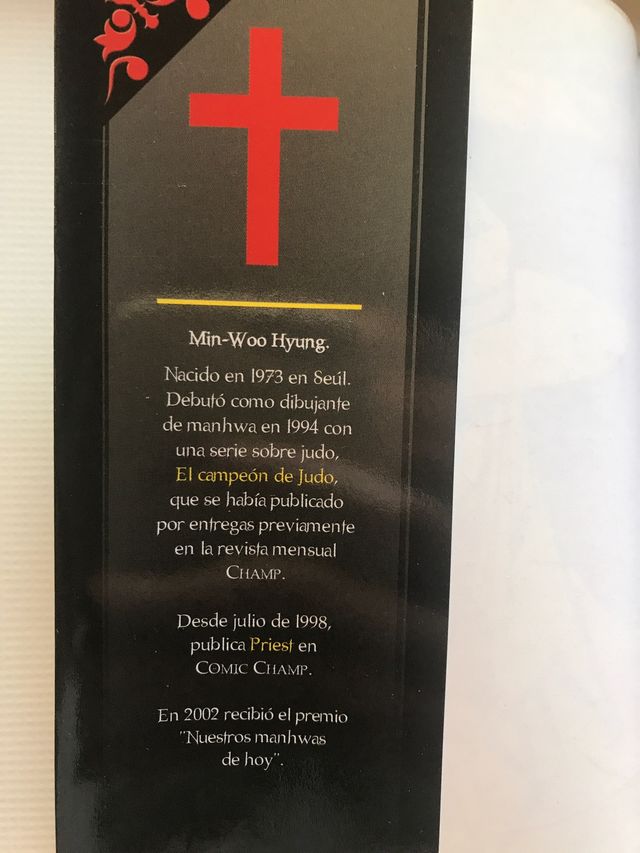 Min-Woo Hyung.
Nacido en 1973 en Seúl.
Debutó como dibujante
de manhwa en 1994 con
una serie sobre judo,
El campeón de Judo,
que se había publicado
por entregas previamente
en la revista mensual
CHAMP.
Desde julio de 1998,
publica Priest en
COMIC CHAMP.
En 2002 recibió el premio
"Nuestros manhwas
de hoy".